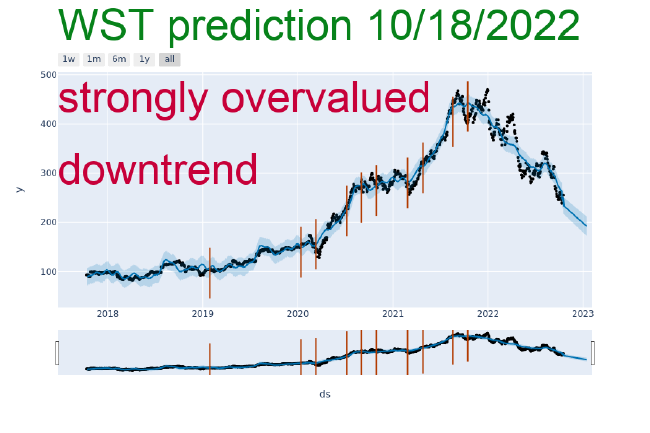 WST prediction 10/18/2022
1w 1m 6m 1y all
strongly overvalued
downtrend
500
400
300
200
100
y
2018 2019 2020 2021 2022 2023
ds